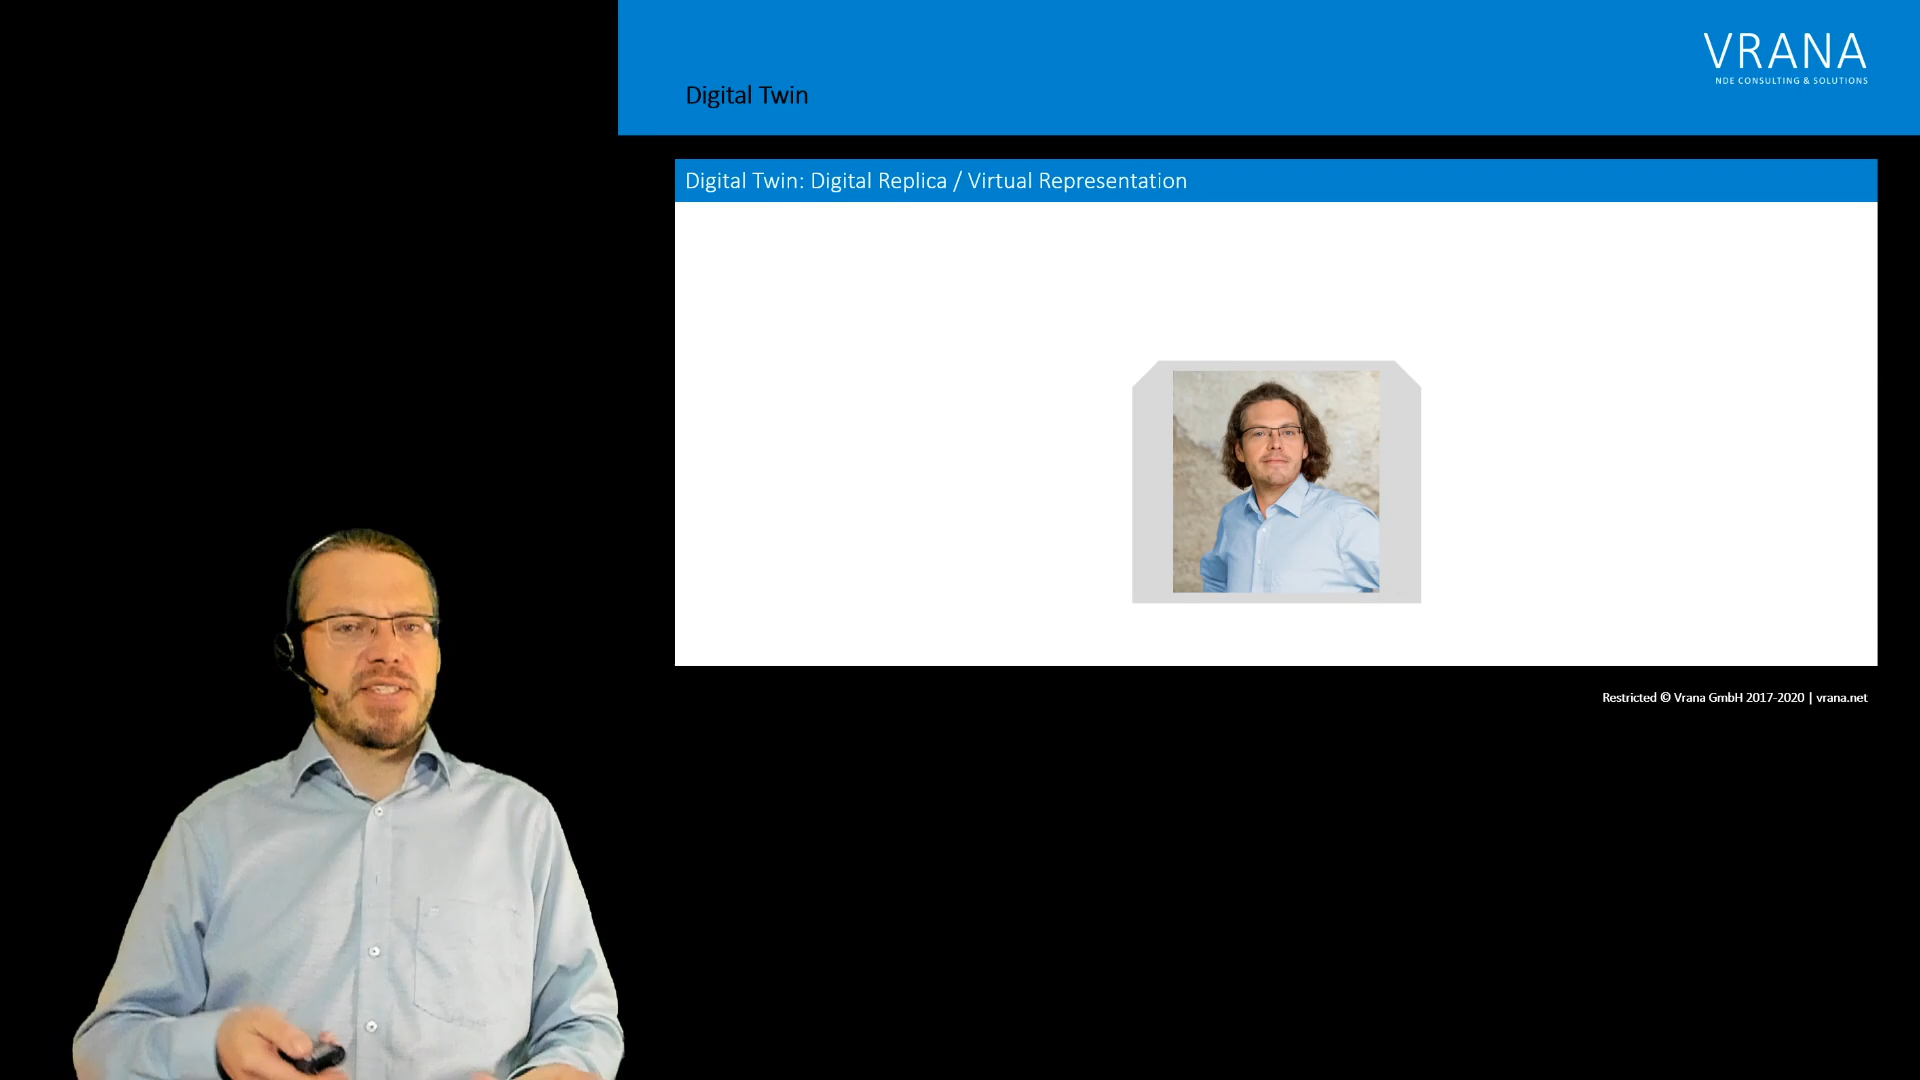 VRANA
NDE CONSULTING & SOLUTIONS
Digital Twin
Digital Twin: Digital Replica / Virtual Representation
Restricted © Vrana GmbH 2017-2020 | vrana.net